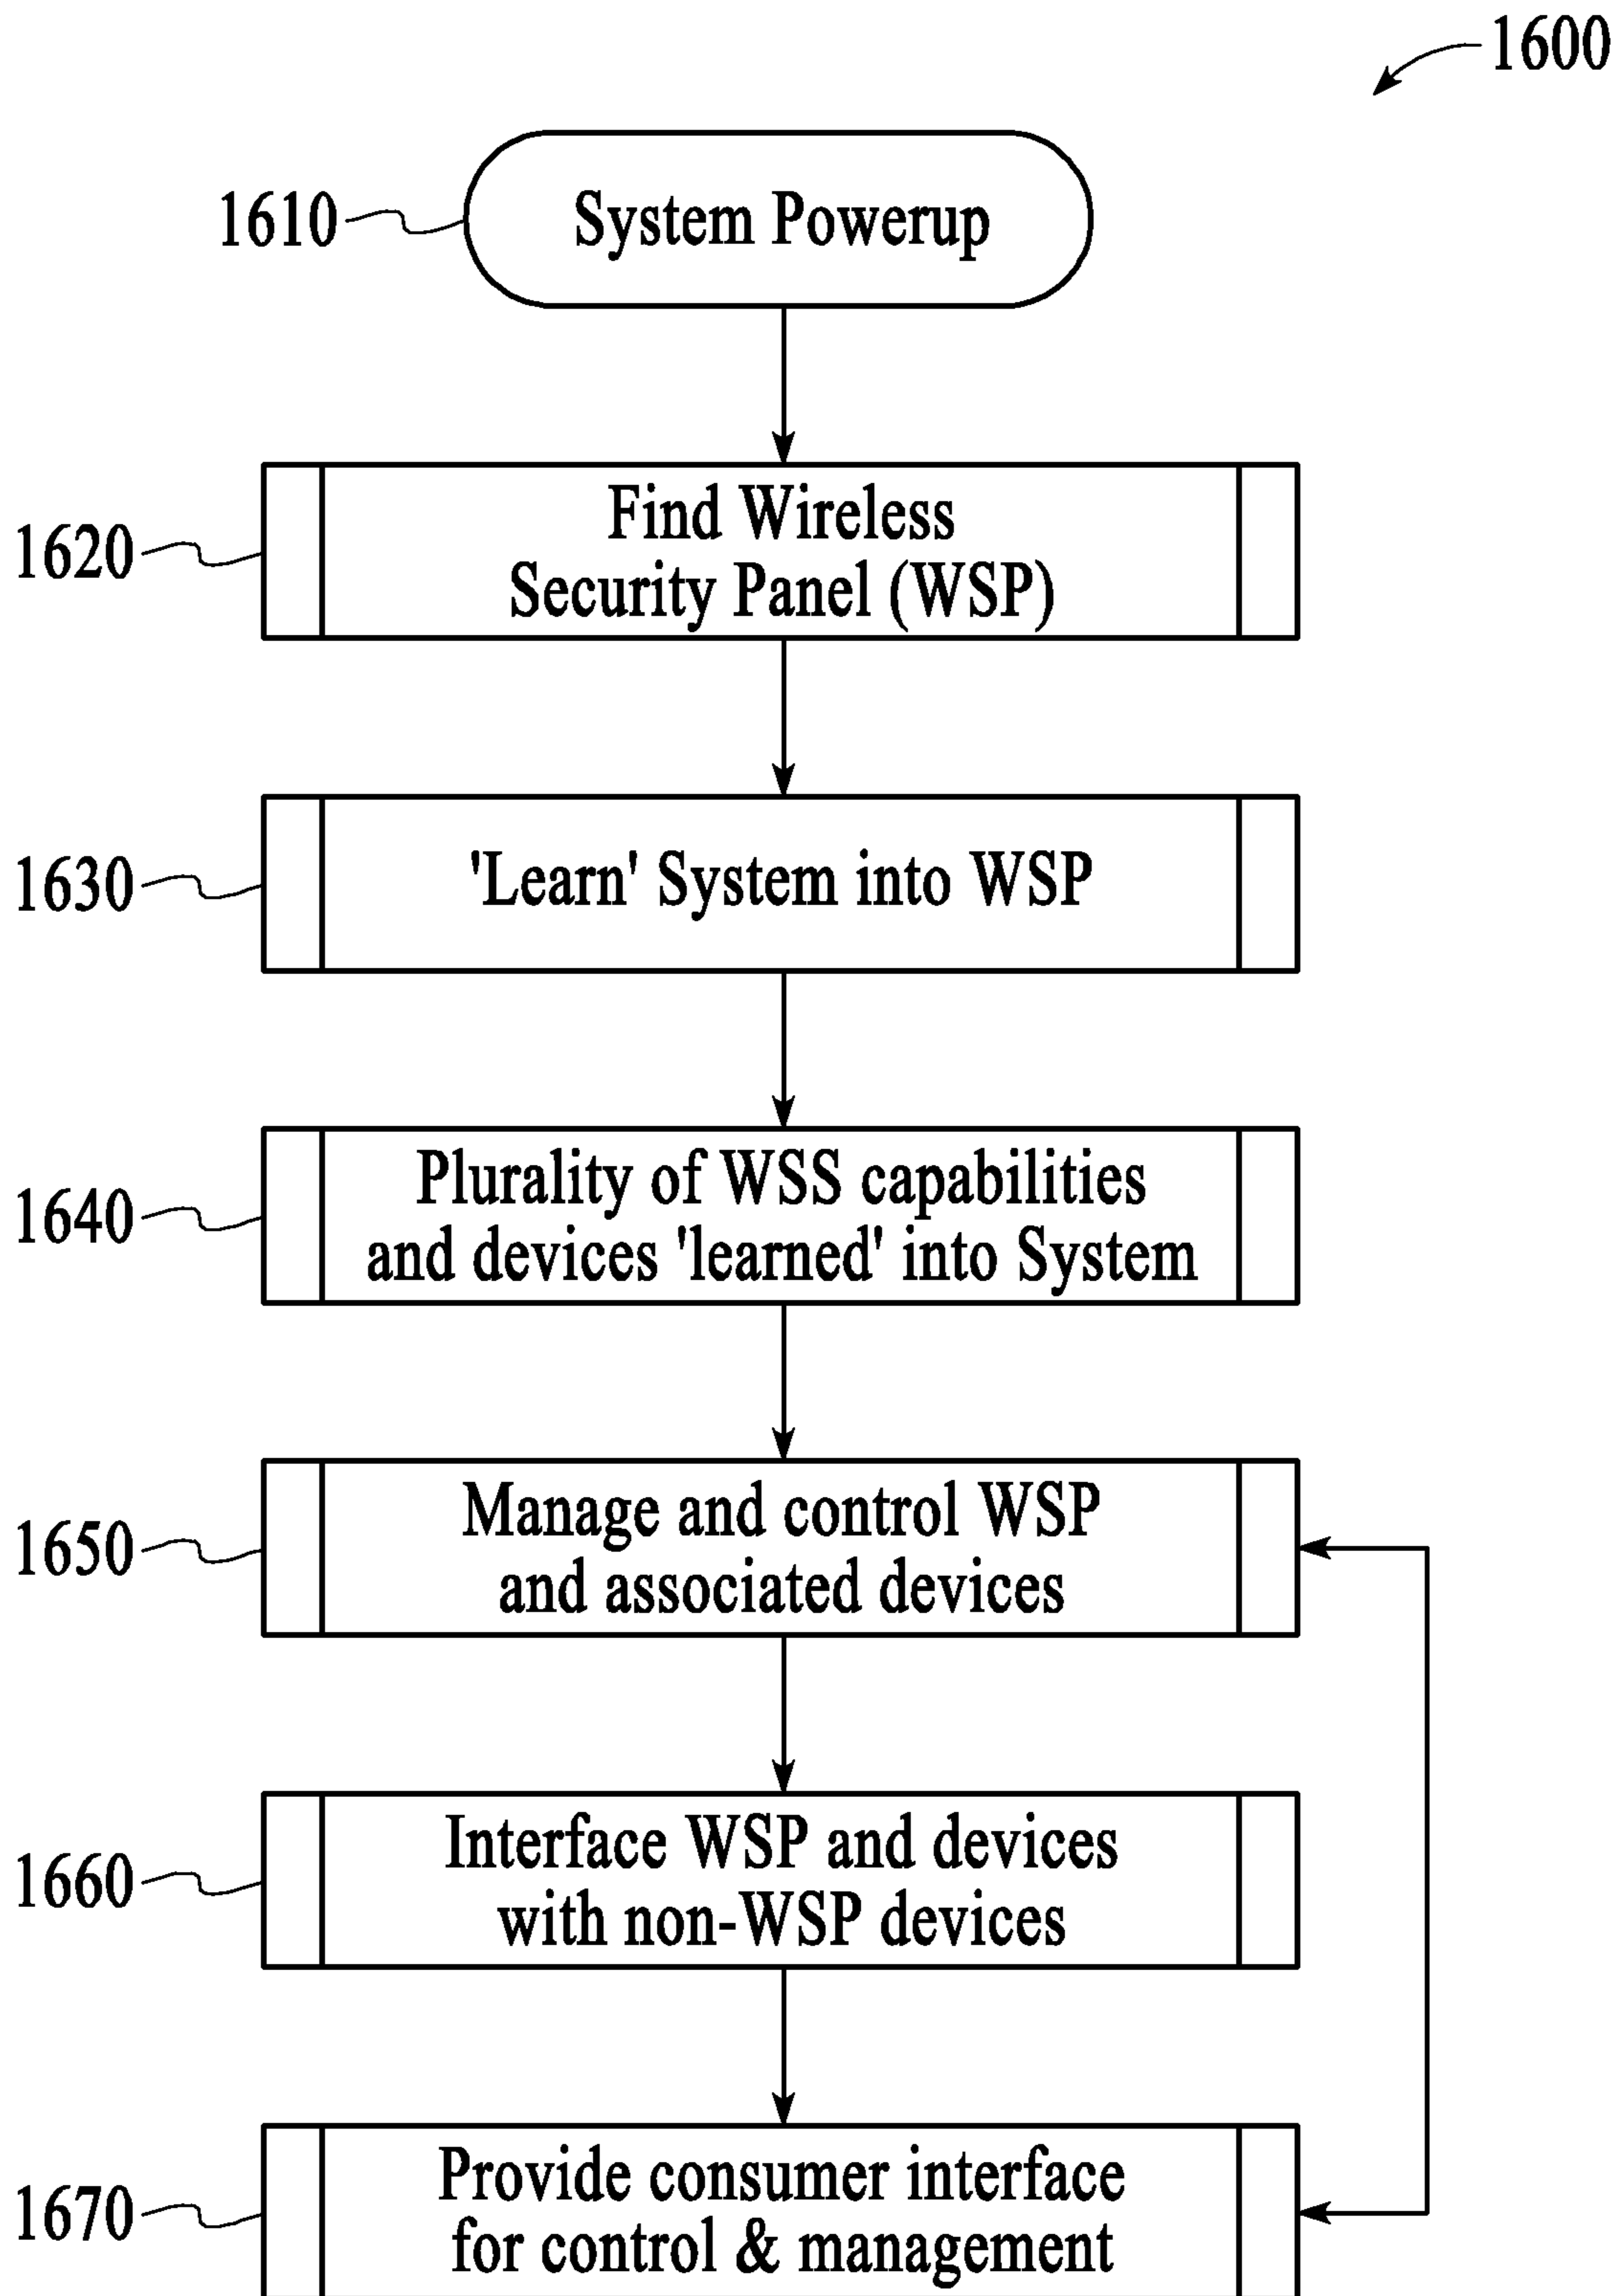 1600
1610
System Powerup
1620
Find Wireless
Security Panel (WSP)
1630
'Learn' System into WSP
1640
Plurality of WSS capabilities
and devices 'learned' into System
1650
Manage and control WSP
and associated devices
1660
Interface WSP and devices
with non-WSP devices
1670
Provide consumer interface
for control & management